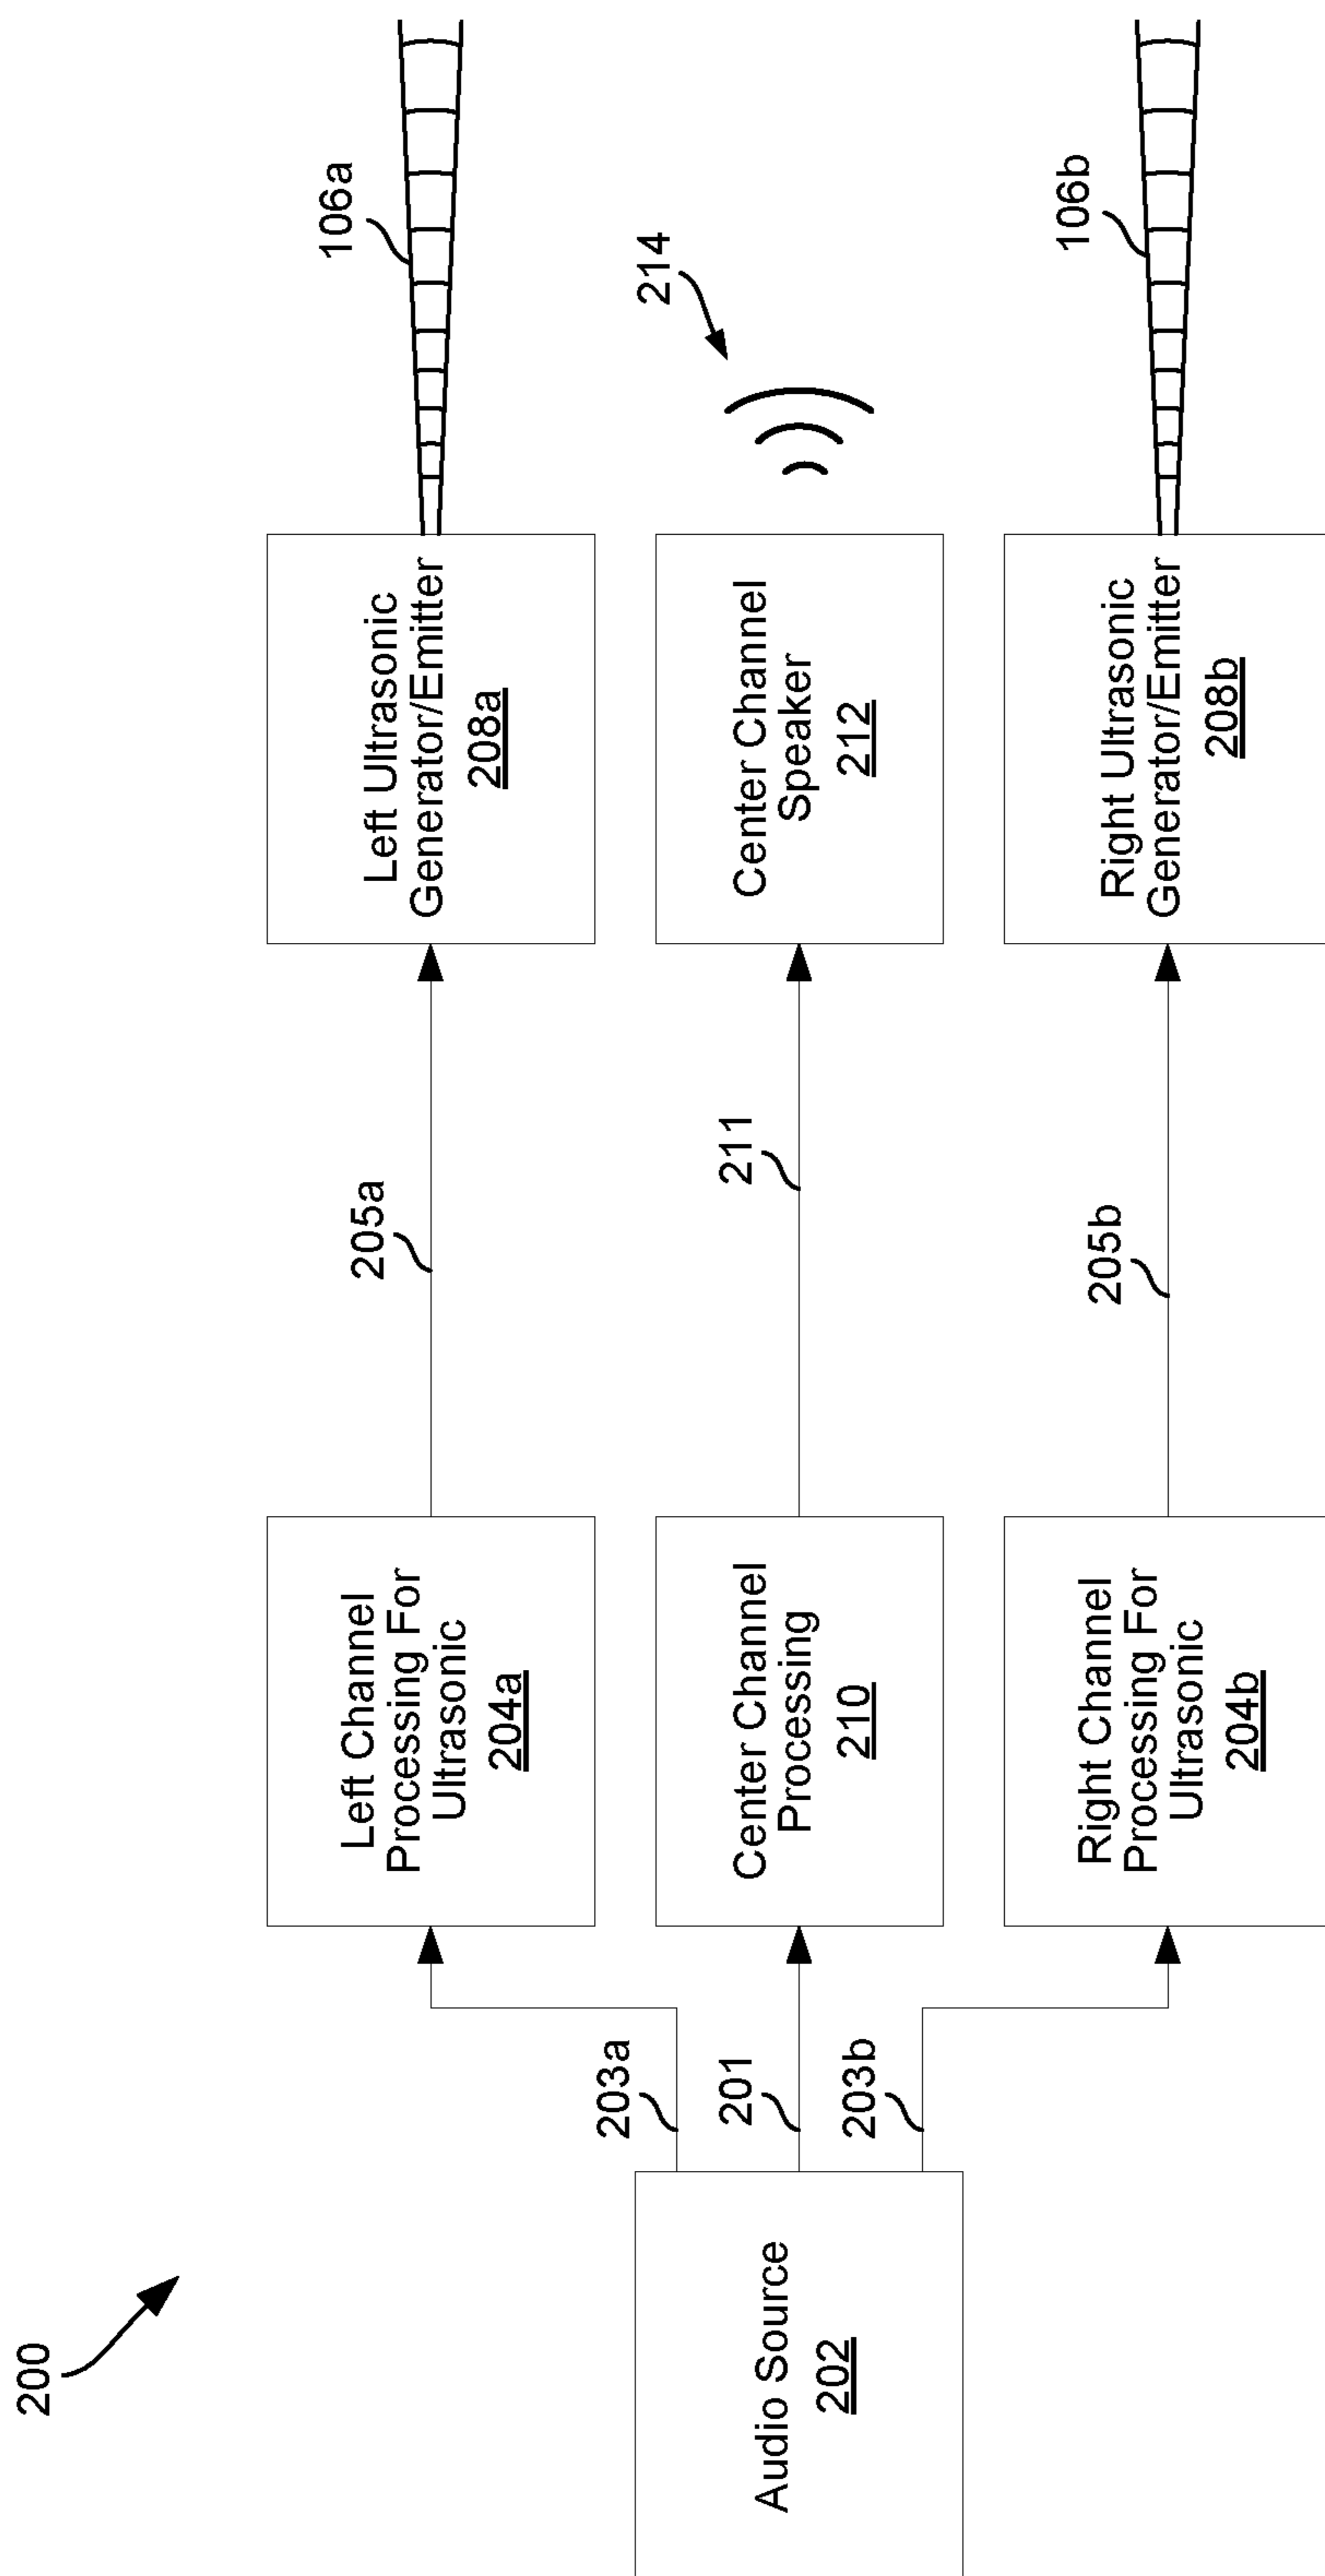 200
Audio Source
202
203a
201
203b
Left Channel
Processing For
Ultrasonic
204a
Center Channel
Processing
210
Right Channel
Processing For
Ultrasonic
204b
205a
211
205b
Left Ultrasonic
Generator/Emitter
208a
Center Channel
Speaker
212
Right Ultrasonic
Generator/Emitter
208b
106a
214
106b